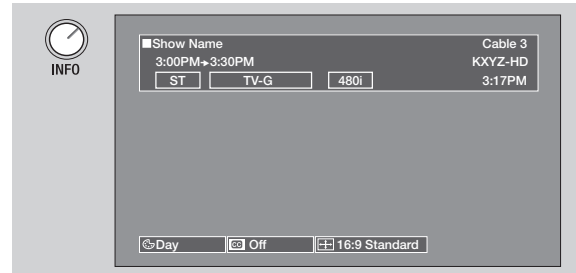 INFO
■Show Name Cable 3
3:00PM→3:30PM KXYZ-HD
ST TV-G 480i 3:17PM
Day CC Off 16:9 Standard